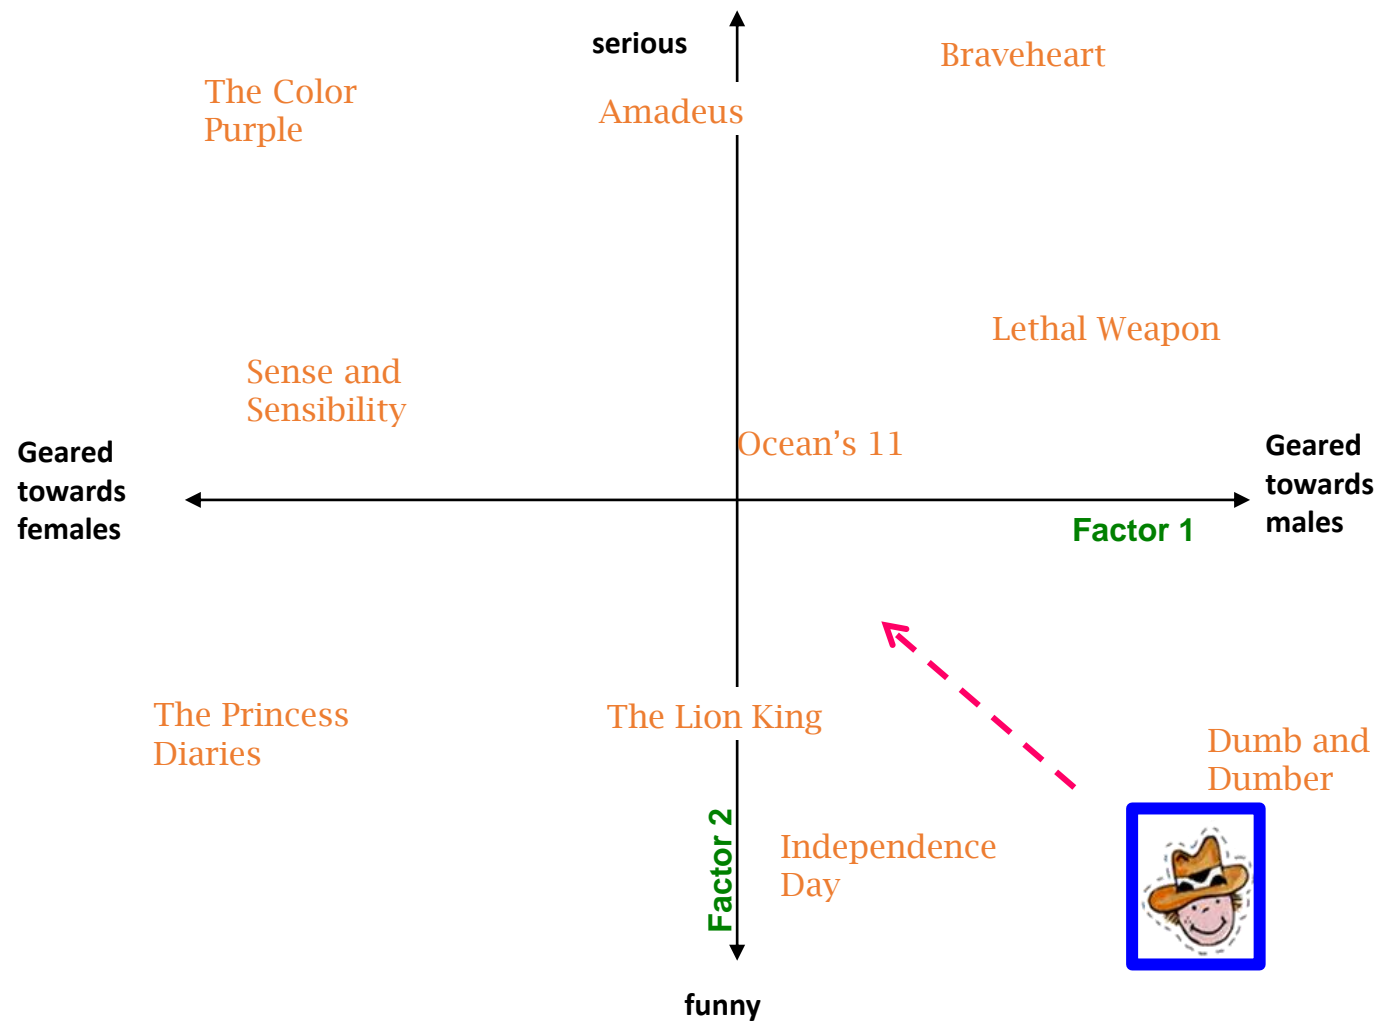 serious
Braveheart
The Color
Purple
Amadeus
Lethal Weapon
Sense and
Sensibility
Ocean's 11
Geared
towards
females
Geared
towards
males
Factor 1
The Princess
Diaries
The Lion King
Dumb and
Dumber
Factor 2
Independence
Day
funny